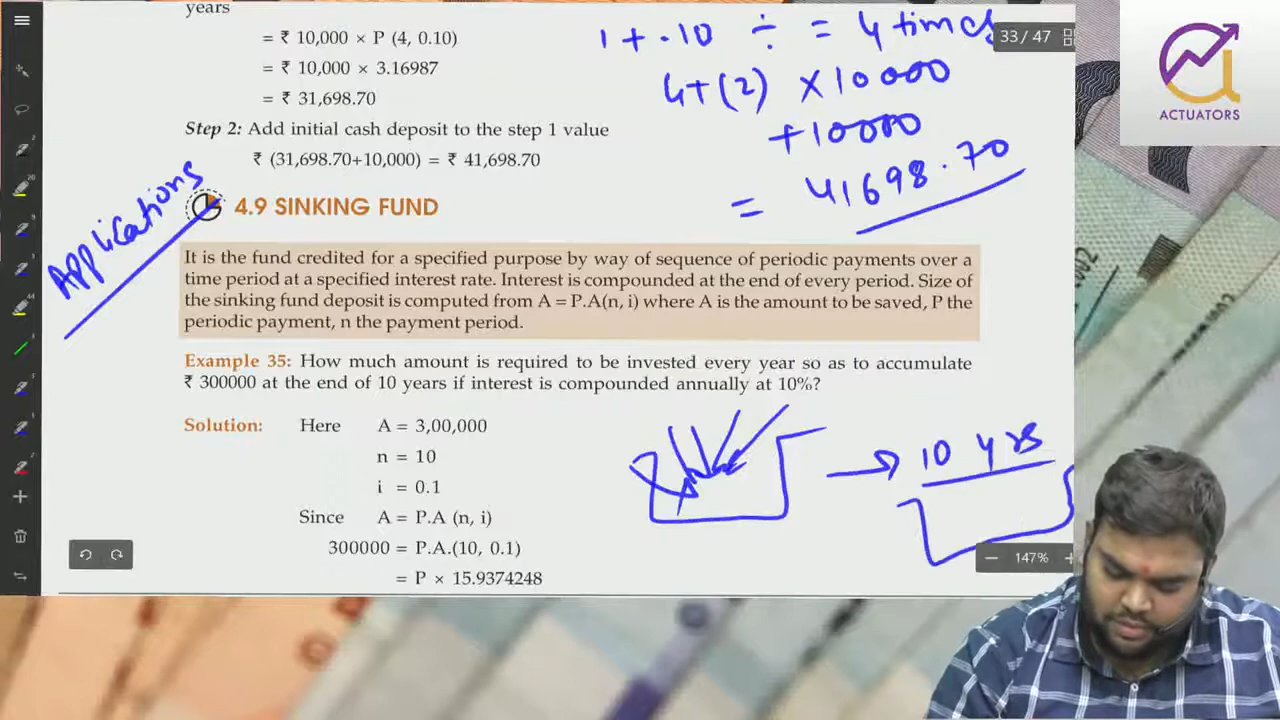 years
= ₹ 10,000 × P (4, 0.10)
= ₹ 10,000 × 3.16987
= ₹ 31,698.70
Step 2: Add initial cash deposit to the step 1 value
₹ (31,698.70+10,000) = ₹ 41,698.70
1 + .10 ÷ = 4 times
4+(2) × 10000
+10000
= 41698.70
33 / 47
ACTUATORS
Applications
4.9 SINKING FUND
It is the fund credited for a specified purpose by way of sequence of periodic payments over a
time period at a specified interest rate. Interest is compounded at the end of every period. Size of
the sinking fund deposit is computed from A = P.A(n, i) where A is the amount to be saved, P the
periodic payment, n the payment period.
Example 35: How much amount is required to be invested every year so as to accumulate
₹ 300000 at the end of 10 years if interest is compounded annually at 10%?
Solution: Here A = 3,00,000
n = 10
i = 0.1
Since A = P.A (n, i)
300000 = P.A.(10, 0.1)
= P × 15.9374248
10 yrs
− 147% +